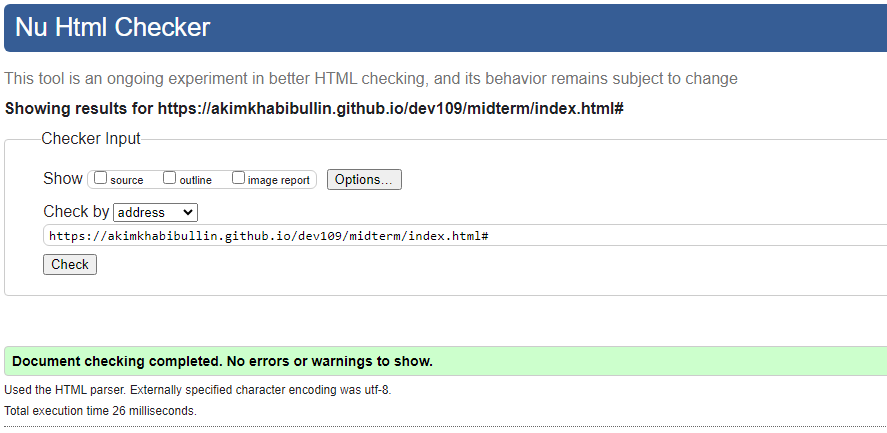 Nu Html Checker
This tool is an ongoing experiment in better HTML checking, and its behavior remains subject to change
Showing results for https://akimkhabibullin.github.io/dev109/midterm/index.html#
Checker Input
Show source outline image report Options...
Check by address
https://akimkhabibullin.github.io/dev109/midterm/index.html#
Check
Document checking completed. No errors or warnings to show.
Used the HTML parser. Externally specified character encoding was utf-8.
Total execution time 26 milliseconds.